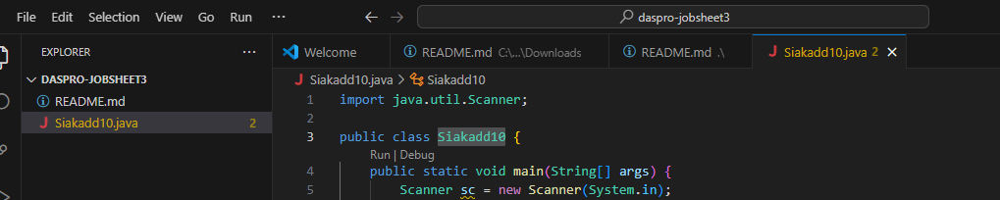 File Edit Selection View Go Run ··· ← → daspro-jobsheet3
EXPLORER ···
Welcome README.md C:\...\Downloads README.md .\ Siakadd10.java 2 ×
DASPRO-JOBSHEET3
README.md
Siakadd10.java 2
Siakadd10.java > Siakadd10
1 import java.util.Scanner;
2
3 public class Siakadd10 {
Run | Debug
4 public static void main(String[] args) {
5 Scanner sc = new Scanner(System.in);